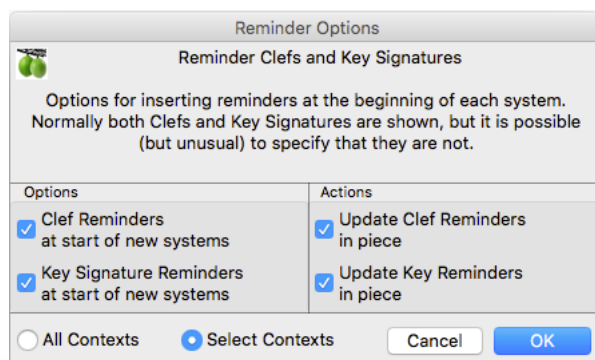 Reminder Options
Reminder Clefs and Key Signatures
Options for inserting reminders at the beginning of each system.
Normally both Clefs and Key Signatures are shown, but it is possible
(but unusual) to specify that they are not.
Options
Clef Reminders
at start of new systems
Key Signature Reminders
at start of new systems
Actions
Update Clef Reminders
in piece
Update Key Reminders
in piece
All Contexts Select Contexts Cancel OK